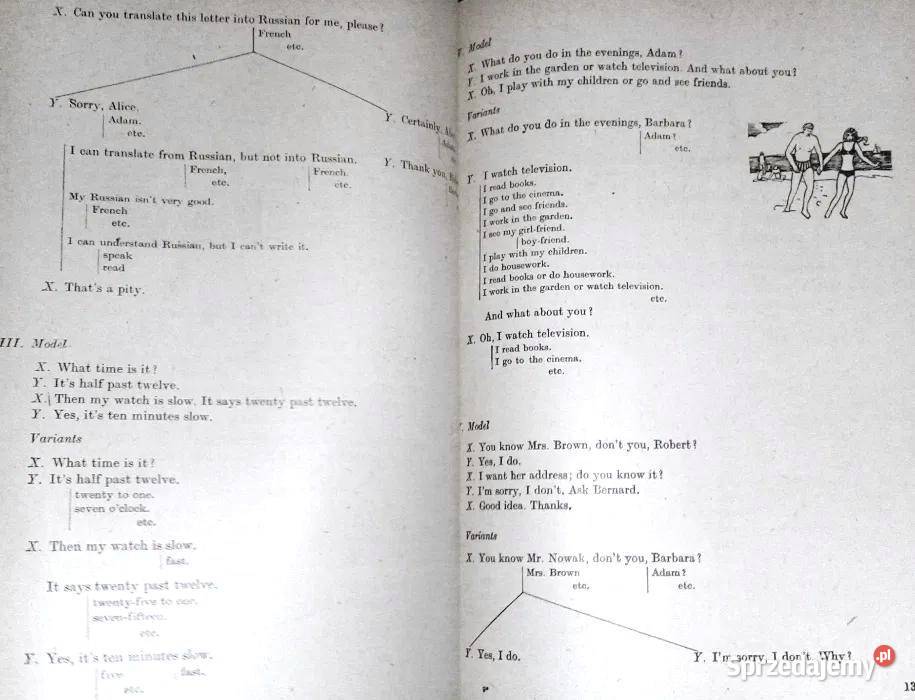 X. Can you translate this letter into Russian for me, please?
French
etc.
Y. Sorry, Alice.
Adam.
etc.
Y. Certainly,
I can translate from Russian, but not into Russian.
French, French.
etc. etc.
Y. Thank you,
My Russian isn't very good.
French
etc.
I can understand Russian, but I can't write it.
speak
read
X. That's a pity.
III. Model
X. What time is it?
Y. It's half past twelve.
X. Then my watch is slow. It says twenty past twelve.
Y. Yes, it's ten minutes slow.
Variants
X. What time is it?
Y. It's half past twelve.
twenty to one.
seven o'clock.
etc.
X. Then my watch is slow.
fast.
It says twenty past twelve.
twenty-five to one.
seven-fifteen.
etc.
Y. Yes, it's ten minutes slow.
five fast.
etc.
Model
X. What do you do in the evenings, Adam?
Y. I work in the garden or watch television. And what about you?
X. Oh, I play with my children or go and see friends.
Variants
X. What do you do in the evenings, Barbara?
Adam?
etc.
Y. I watch television.
I read books.
I go to the cinema.
I go and see friends.
I work in the garden.
I see my girl-friend.
boy-friend.
I play with my children.
I do housework.
I read books or do housework.
I work in the garden or watch television.
etc.
And what about you?
X. Oh, I watch television.
I read books.
I go to the cinema.
etc.
Model
X. You know Mrs. Brown, don't you, Robert?
Y. Yes, I do.
X. I want her address; do you know it?
Y. I'm sorry, I don't. Ask Bernard.
X. Good idea. Thanks.
Variants
X. You know Mr. Nowak, don't you, Barbara?
Mrs. Brown Adam?
etc. etc.
Y. Yes, I do.
Y. I'm sorry, I don't. Why?
Sprzedajemy.pl
13